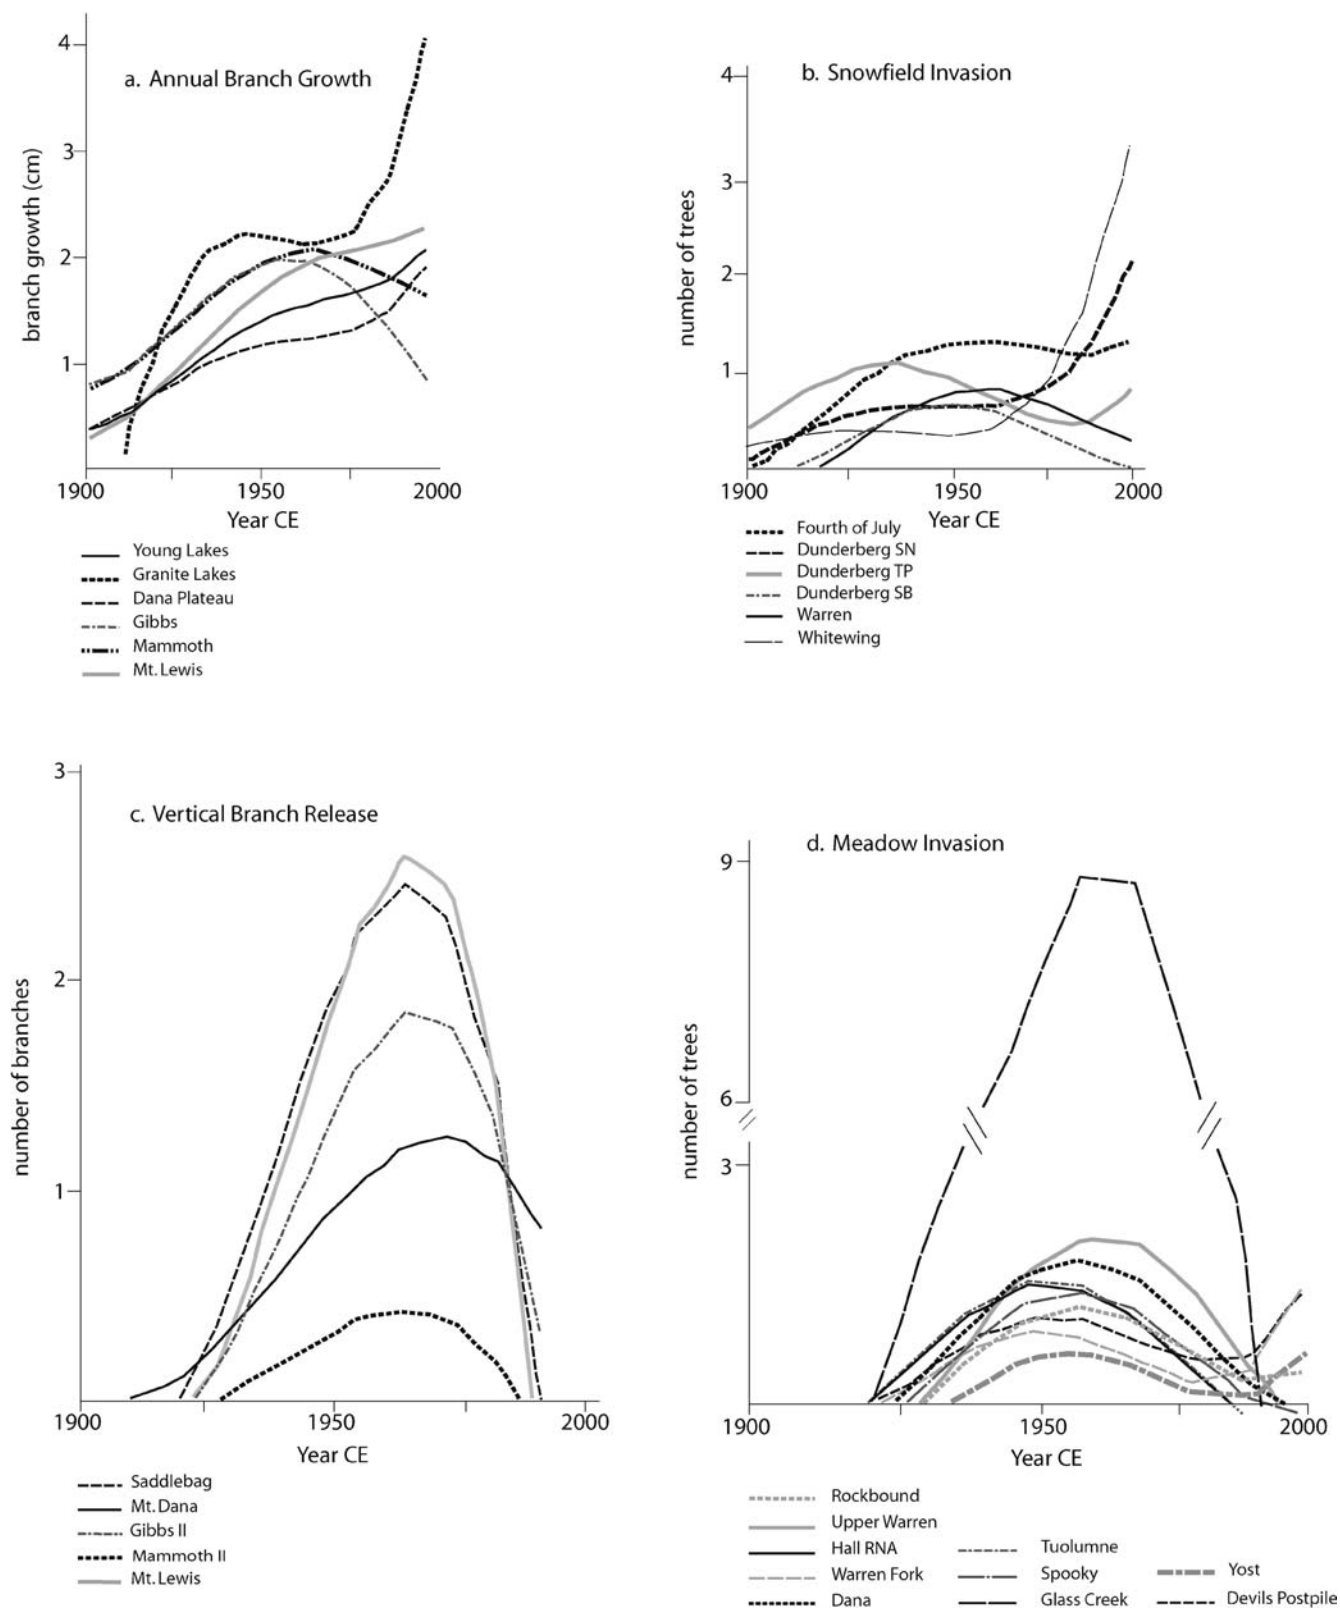 a. Annual Branch Growth
4
3
2
1
branch growth (cm)
1900
1950
2000
Year CE
Young Lakes
Granite Lakes
Dana Plateau
Gibbs
Mammoth
Mt. Lewis
b. Snowfield Invasion
4
3
2
1
number of trees
1900
1950
2000
Year CE
Fourth of July
Dunderberg SN
Dunderberg TP
Dunderberg SB
Warren
Whitewing
c. Vertical Branch Release
3
2
1
number of branches
1900
1950
2000
Year CE
Saddlebag
Mt. Dana
Gibbs II
Mammoth II
Mt. Lewis
d. Meadow Invasion
9
6
3
number of trees
1900
1950
2000
Year CE
Rockbound
Upper Warren
Hall RNA
Warren Fork
Dana
Tuolumne
Spooky
Glass Creek
Yost
Devils Postpile